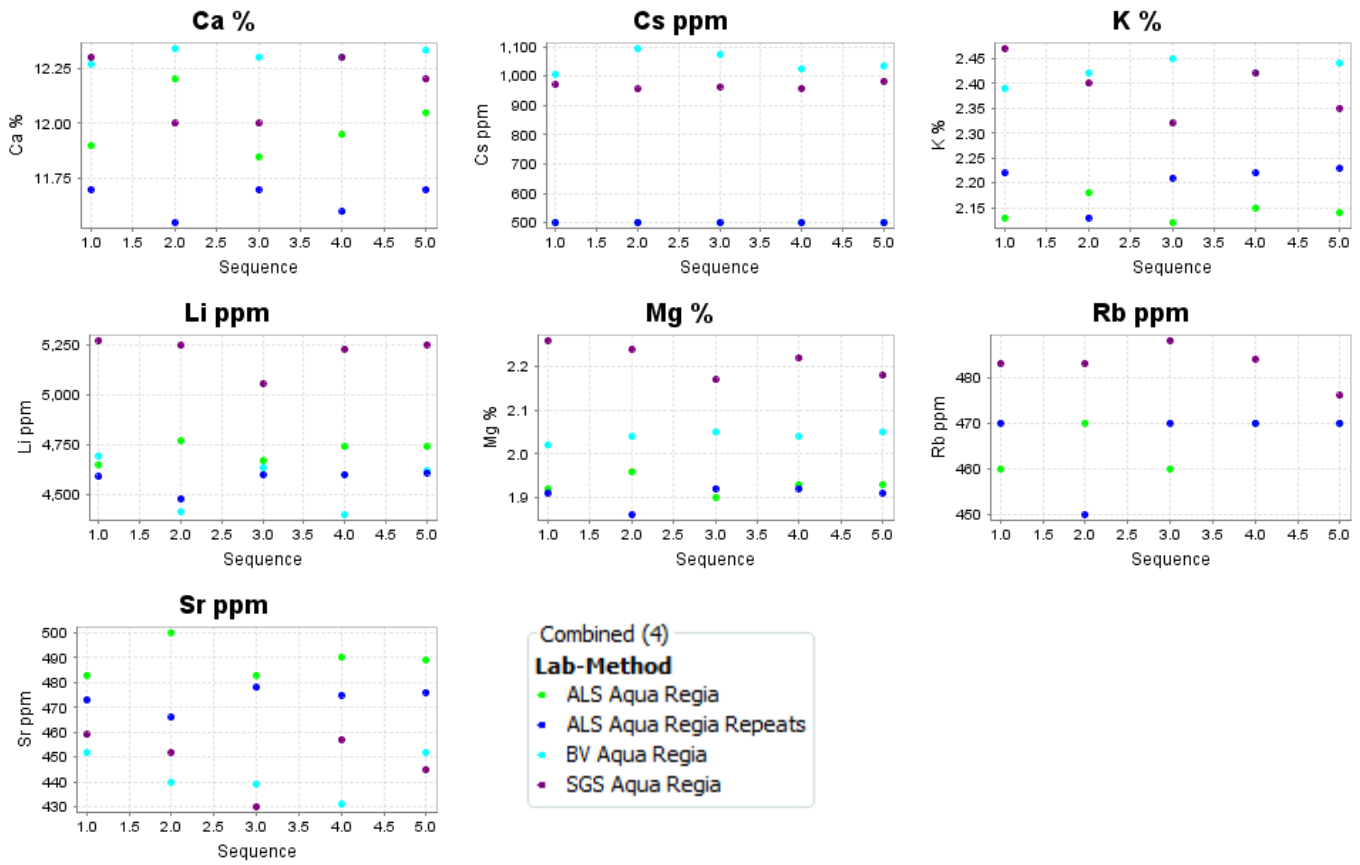 Ca %
Cs ppm
K %
12.25
12.00
11.75
Ca %
1.0 1.5 2.0 2.5 3.0 3.5 4.0 4.5 5.0
Sequence
1,100
1,000
900
800
700
600
500
Cs ppm
1.0 1.5 2.0 2.5 3.0 3.5 4.0 4.5 5.0
Sequence
2.45
2.40
2.35
2.30
2.25
2.20
2.15
K %
1.0 1.5 2.0 2.5 3.0 3.5 4.0 4.5 5.0
Sequence
Li ppm
Mg %
Rb ppm
5,250
5,000
4,750
4,500
Li ppm
1.0 1.5 2.0 2.5 3.0 3.5 4.0 4.5 5.0
Sequence
2.2
2.1
2.0
1.9
Mg %
1.0 1.5 2.0 2.5 3.0 3.5 4.0 4.5 5.0
Sequence
480
470
460
450
Rb ppm
1.0 1.5 2.0 2.5 3.0 3.5 4.0 4.5 5.0
Sequence
Sr ppm
500
490
480
470
460
450
440
430
Sr ppm
1.0 1.5 2.0 2.5 3.0 3.5 4.0 4.5 5.0
Sequence
Combined (4)
Lab-Method
ALS Aqua Regia
ALS Aqua Regia Repeats
BV Aqua Regia
SGS Aqua Regia